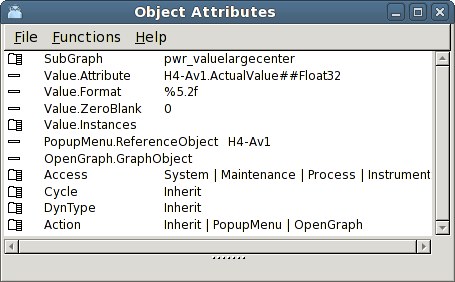 Object Attributes
File Functions Help
SubGraph pwr_valuelargecenter
Value.Attribute H4-Av1.ActualValue##Float32
Value.Format %5.2f
Value.ZeroBlank 0
Value.Instances
PopupMenu.ReferenceObject H4-Av1
OpenGraph.GraphObject
Access System | Maintenance | Process | Instrument
Cycle Inherit
DynType Inherit
Action Inherit | PopupMenu | OpenGraph